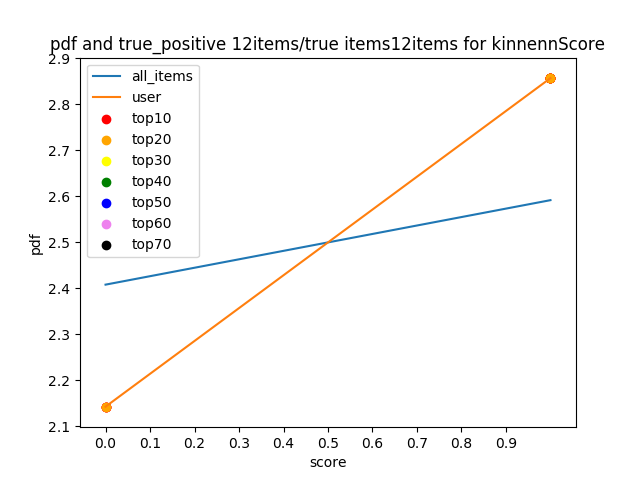 pdf and true_positive 12items/true items12items for kinnennScore
2.9
2.8
2.7
2.6
2.5
2.4
2.3
2.2
2.1
pdf
all_items
user
top10
top20
top30
top40
top50
top60
top70
0.0 0.1 0.2 0.3 0.4 0.5 0.6 0.7 0.8 0.9
score